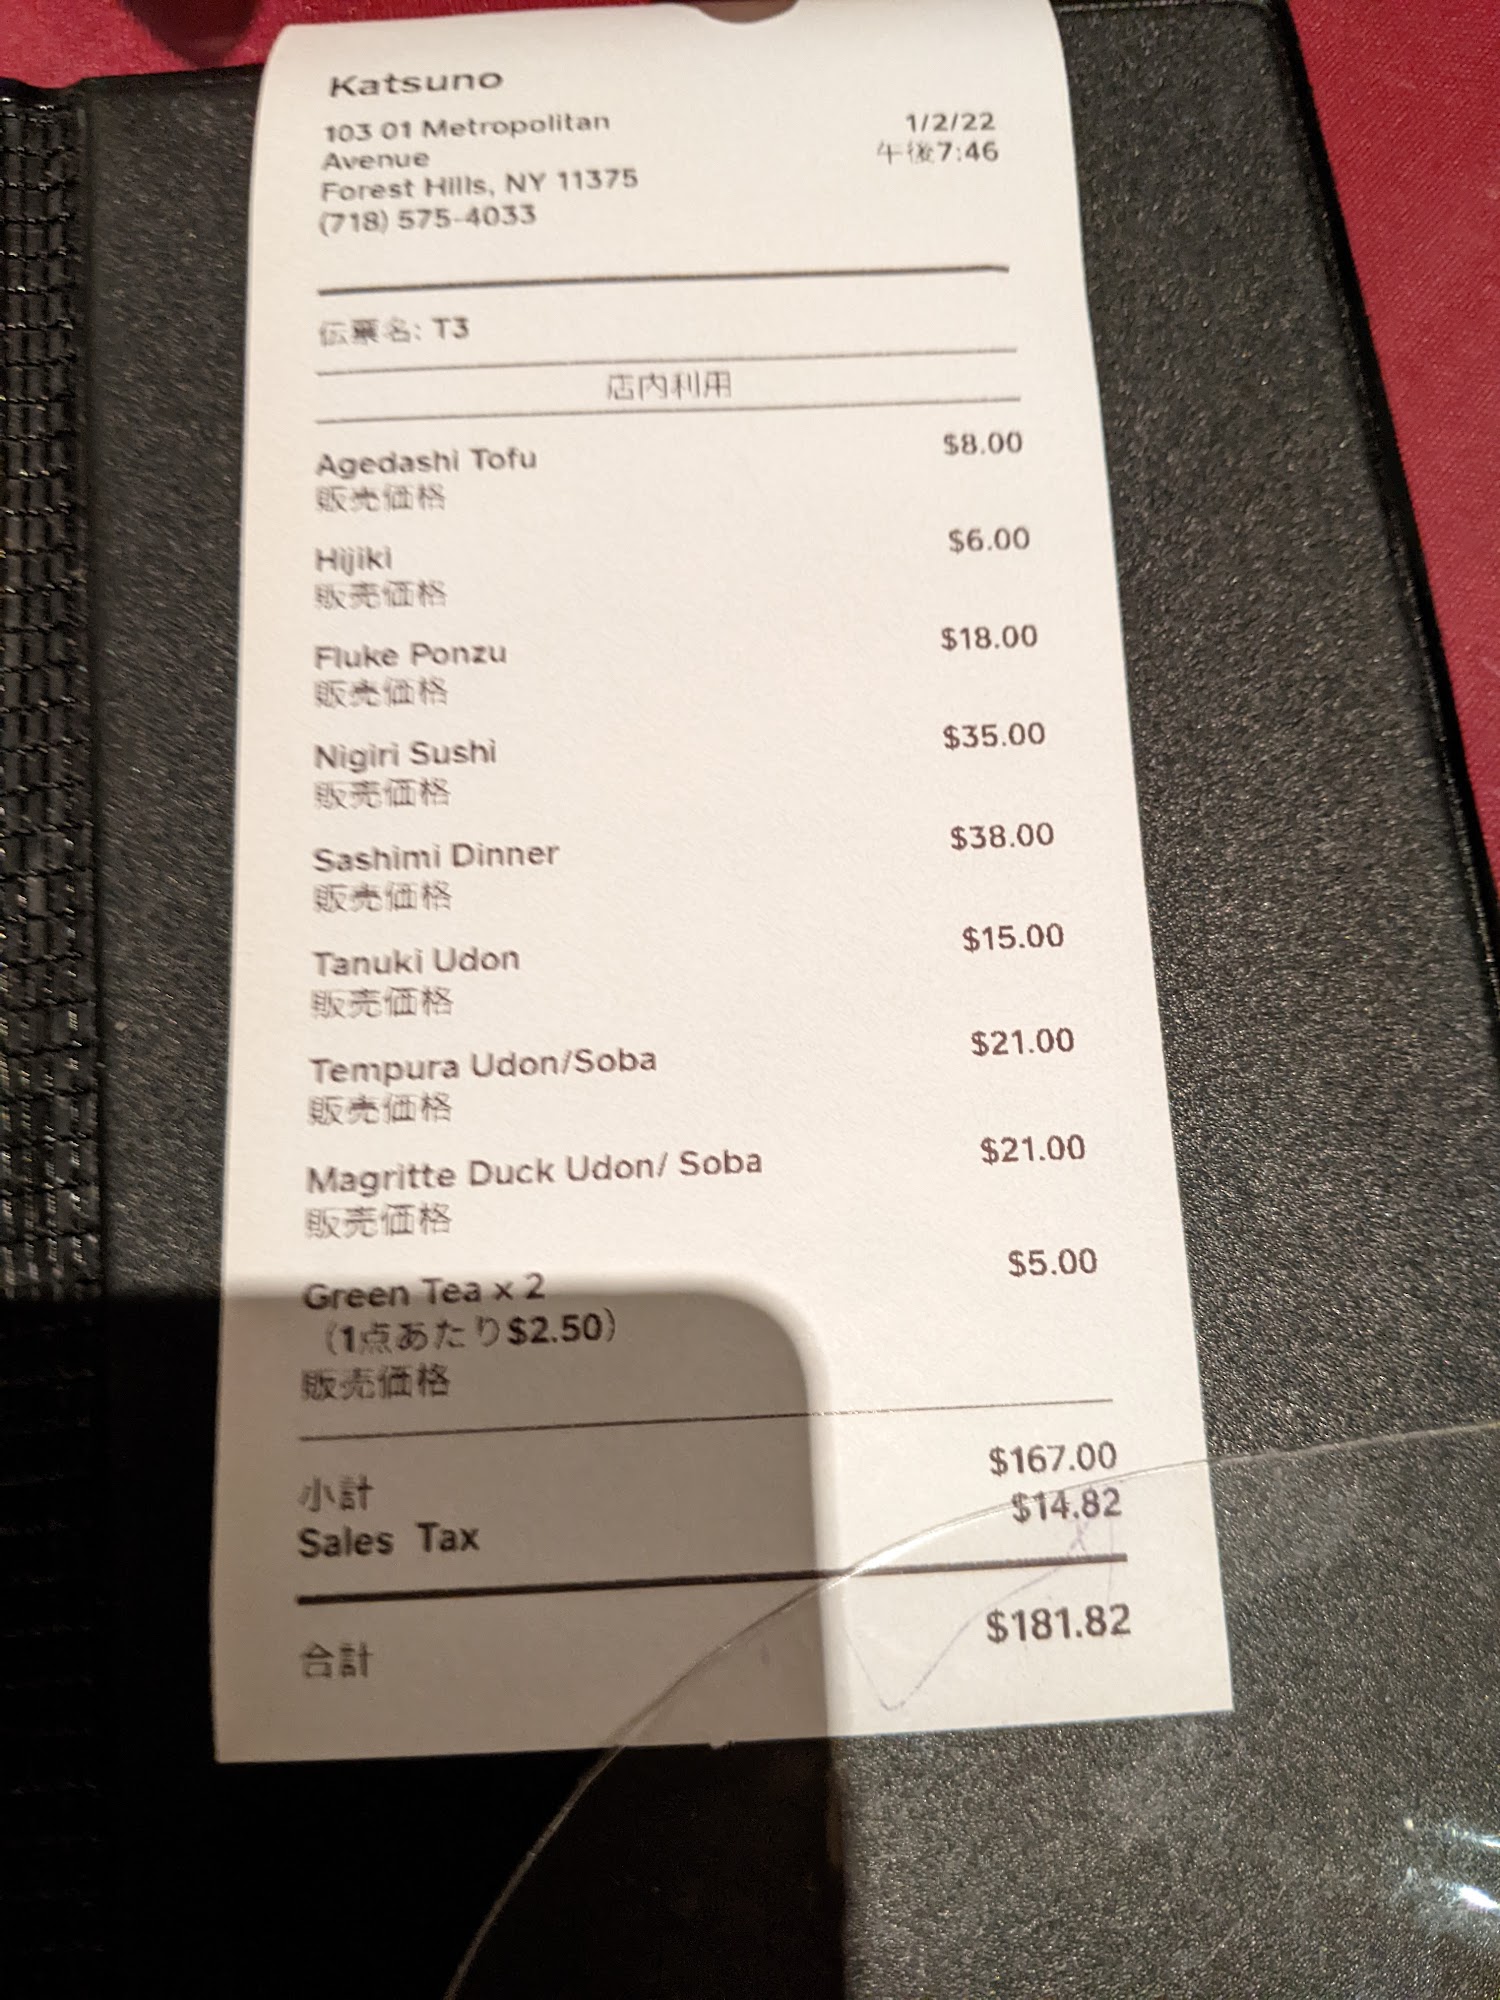 Katsuno
103 01 Metropolitan
Avenue
Forest Hills, NY 11375
(718) 575-4033
1/2/22
午後7:46
伝票名: T3
店内利用
Agedashi Tofu $8.00
販売価格
Hijiki $6.00
販売価格
Fluke Ponzu $18.00
販売価格
Nigiri Sushi $35.00
販売価格
Sashimi Dinner $38.00
販売価格
Tanuki Udon $15.00
販売価格
Tempura Udon/Soba $21.00
販売価格
Magritte Duck Udon/ Soba $21.00
販売価格
Green Tea x 2 $5.00
（1点あたり$2.50）
販売価格
小計 $167.00
Sales Tax $14.82
合計 $181.82